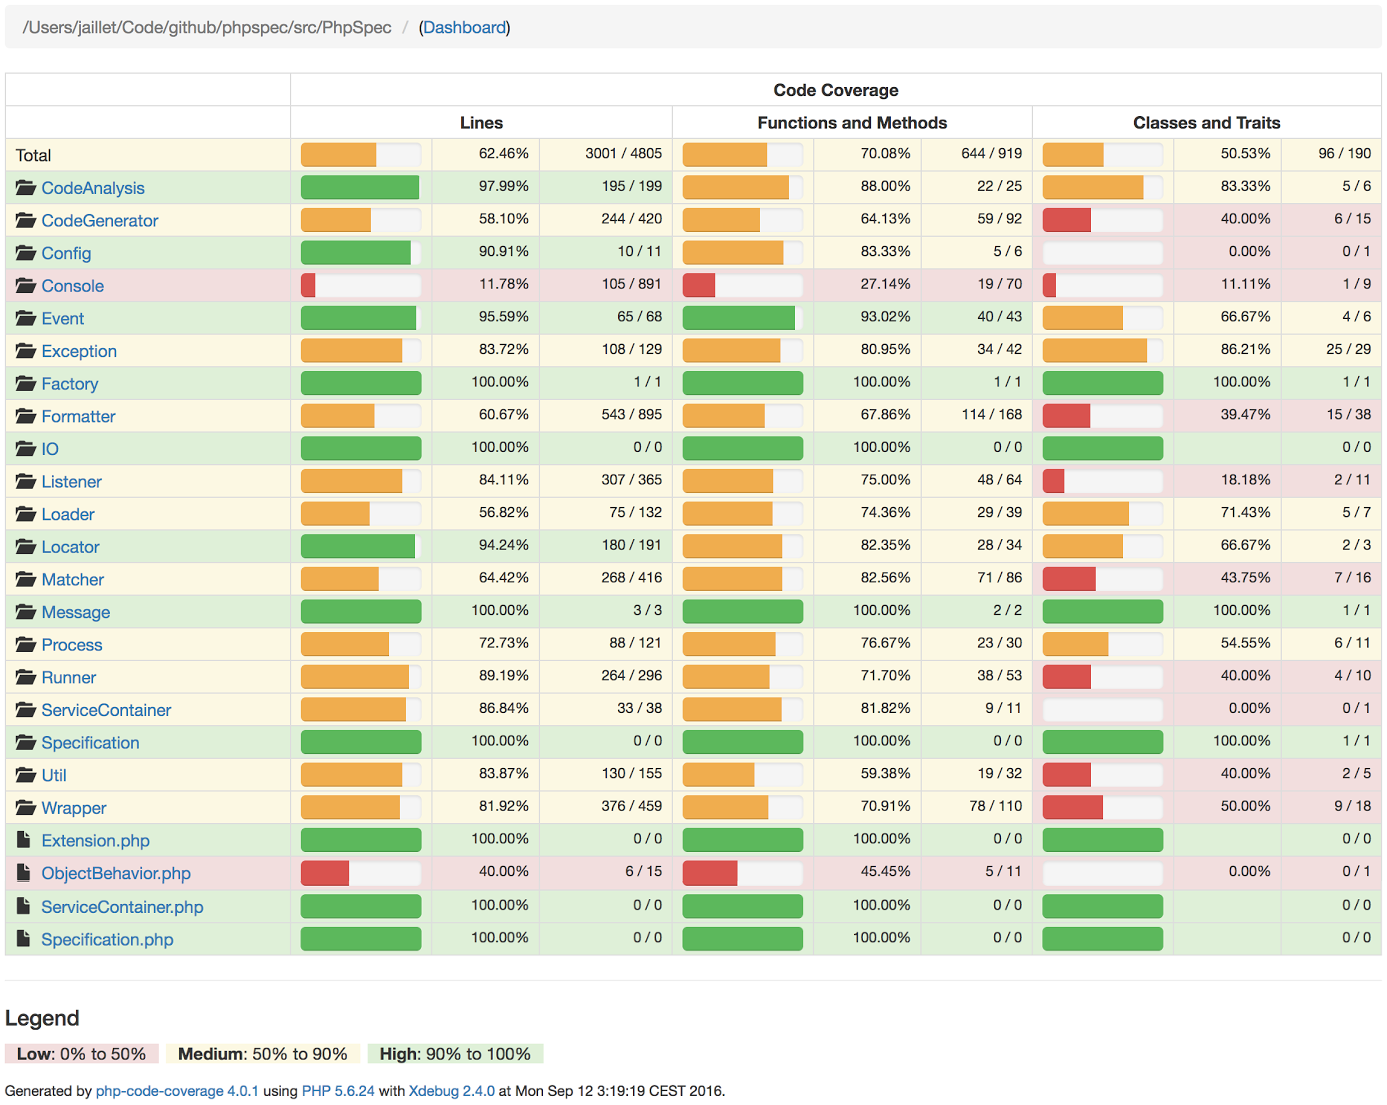 /Users/jaillet/Code/github/phpspec/src/PhpSpec / (Dashboard)
Code Coverage
Lines Functions and Methods Classes and Traits
Total 62.46% 3001 / 4805 70.08% 644 / 919 50.53% 96 / 190
CodeAnalysis 97.99% 195 / 199 88.00% 22 / 25 83.33% 5 / 6
CodeGenerator 58.10% 244 / 420 64.13% 59 / 92 40.00% 6 / 15
Config 90.91% 10 / 11 83.33% 5 / 6 0.00% 0 / 1
Console 11.78% 105 / 891 27.14% 19 / 70 11.11% 1 / 9
Event 95.59% 65 / 68 93.02% 40 / 43 66.67% 4 / 6
Exception 83.72% 108 / 129 80.95% 34 / 42 86.21% 25 / 29
Factory 100.00% 1 / 1 100.00% 1 / 1 100.00% 1 / 1
Formatter 60.67% 543 / 895 67.86% 114 / 168 39.47% 15 / 38
IO 100.00% 0 / 0 100.00% 0 / 0 0 / 0
Listener 84.11% 307 / 365 75.00% 48 / 64 18.18% 2 / 11
Loader 56.82% 75 / 132 74.36% 29 / 39 71.43% 5 / 7
Locator 94.24% 180 / 191 82.35% 28 / 34 66.67% 2 / 3
Matcher 64.42% 268 / 416 82.56% 71 / 86 43.75% 7 / 16
Message 100.00% 3 / 3 100.00% 2 / 2 100.00% 1 / 1
Process 72.73% 88 / 121 76.67% 23 / 30 54.55% 6 / 11
Runner 89.19% 264 / 296 71.70% 38 / 53 40.00% 4 / 10
ServiceContainer 86.84% 33 / 38 81.82% 9 / 11 0.00% 0 / 1
Specification 100.00% 0 / 0 100.00% 0 / 0 100.00% 1 / 1
Util 83.87% 130 / 155 59.38% 19 / 32 40.00% 2 / 5
Wrapper 81.92% 376 / 459 70.91% 78 / 110 50.00% 9 / 18
Extension.php 100.00% 0 / 0 100.00% 0 / 0 0 / 0
ObjectBehavior.php 40.00% 6 / 15 45.45% 5 / 11 0.00% 0 / 1
ServiceContainer.php 100.00% 0 / 0 100.00% 0 / 0 0 / 0
Specification.php 100.00% 0 / 0 100.00% 0 / 0 0 / 0
Legend
Low: 0% to 50% Medium: 50% to 90% High: 90% to 100%
Generated by php-code-coverage 4.0.1 using PHP 5.6.24 with Xdebug 2.4.0 at Mon Sep 12 3:19:19 CEST 2016.